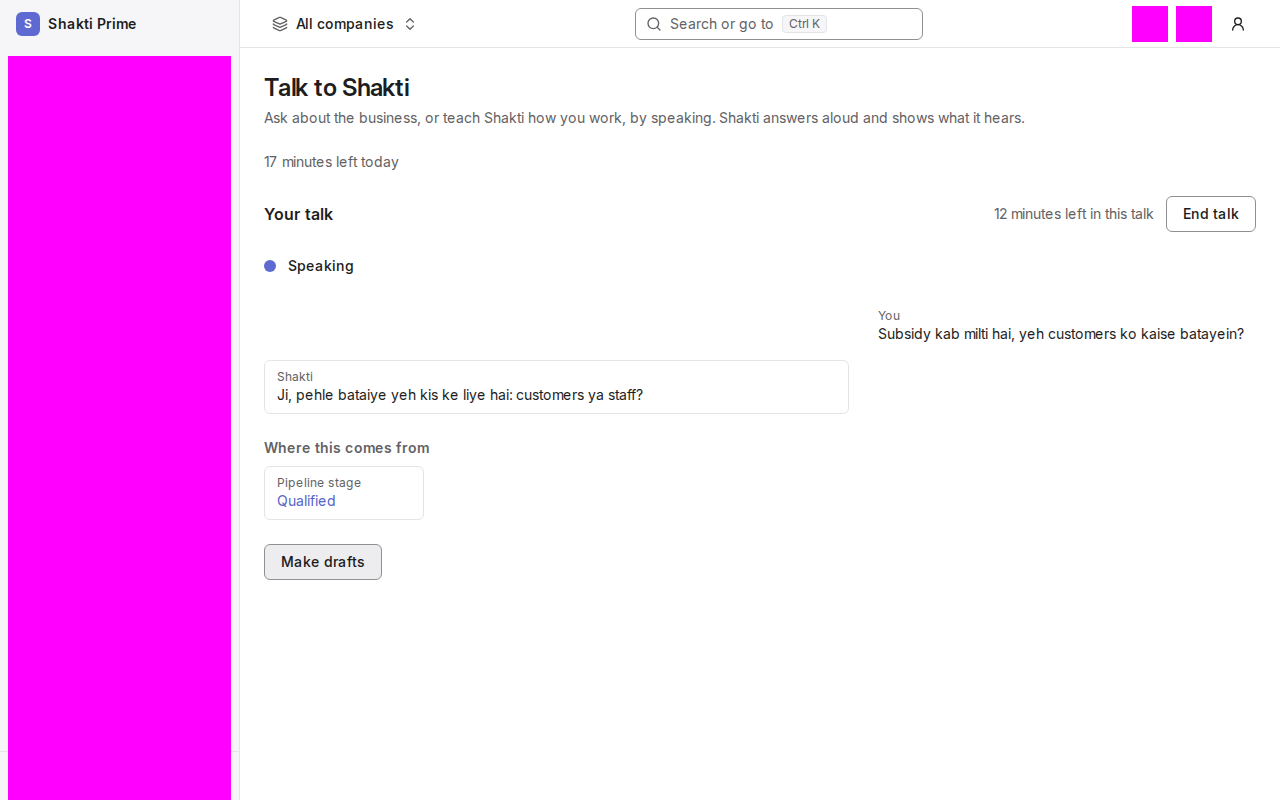 S Shakti Prime
All companies
Search or go to Ctrl K
Talk to Shakti
Ask about the business, or teach Shakti how you work, by speaking. Shakti answers aloud and shows what it hears.
17 minutes left today
Your talk
12 minutes left in this talk
End talk
Speaking
You
Subsidy kab milti hai, yeh customers ko kaise batayein?
Shakti
Ji, pehle bataiye yeh kis ke liye hai: customers ya staff?
Where this comes from
Pipeline stage
Qualified
Make drafts